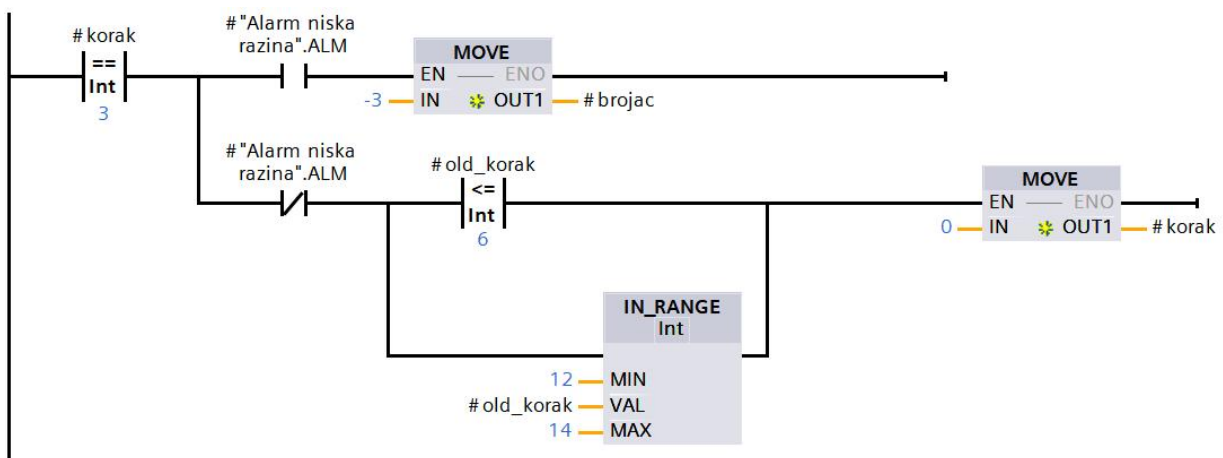 #korak
==
Int
3
#"Alarm niska
razina".ALM
MOVE
EN ENO
-3 IN OUT1 #brojac
#"Alarm niska
razina".ALM
#old_korak
<=
Int
6
MOVE
EN ENO
0 IN OUT1 #korak
IN_RANGE
Int
12 MIN
#old_korak VAL
14 MAX